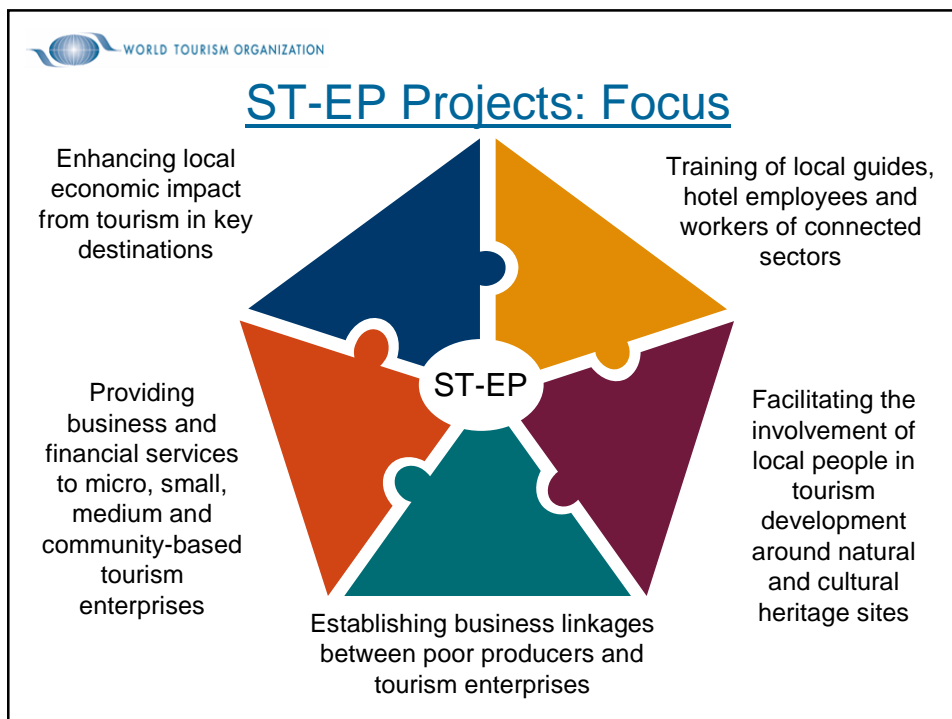 WORLD TOURISM ORGANIZATION
ST-EP Projects: Focus
Enhancing local
economic impact
from tourism in key
destinations
Training of local guides,
hotel employees and
workers of connected
sectors
ST-EP
Providing
business and
financial services
to micro, small,
medium and
community-based
tourism
enterprises
Facilitating the
involvement of
local people in
tourism
development
around natural
and cultural
heritage sites
Establishing business linkages
between poor producers and
tourism enterprises